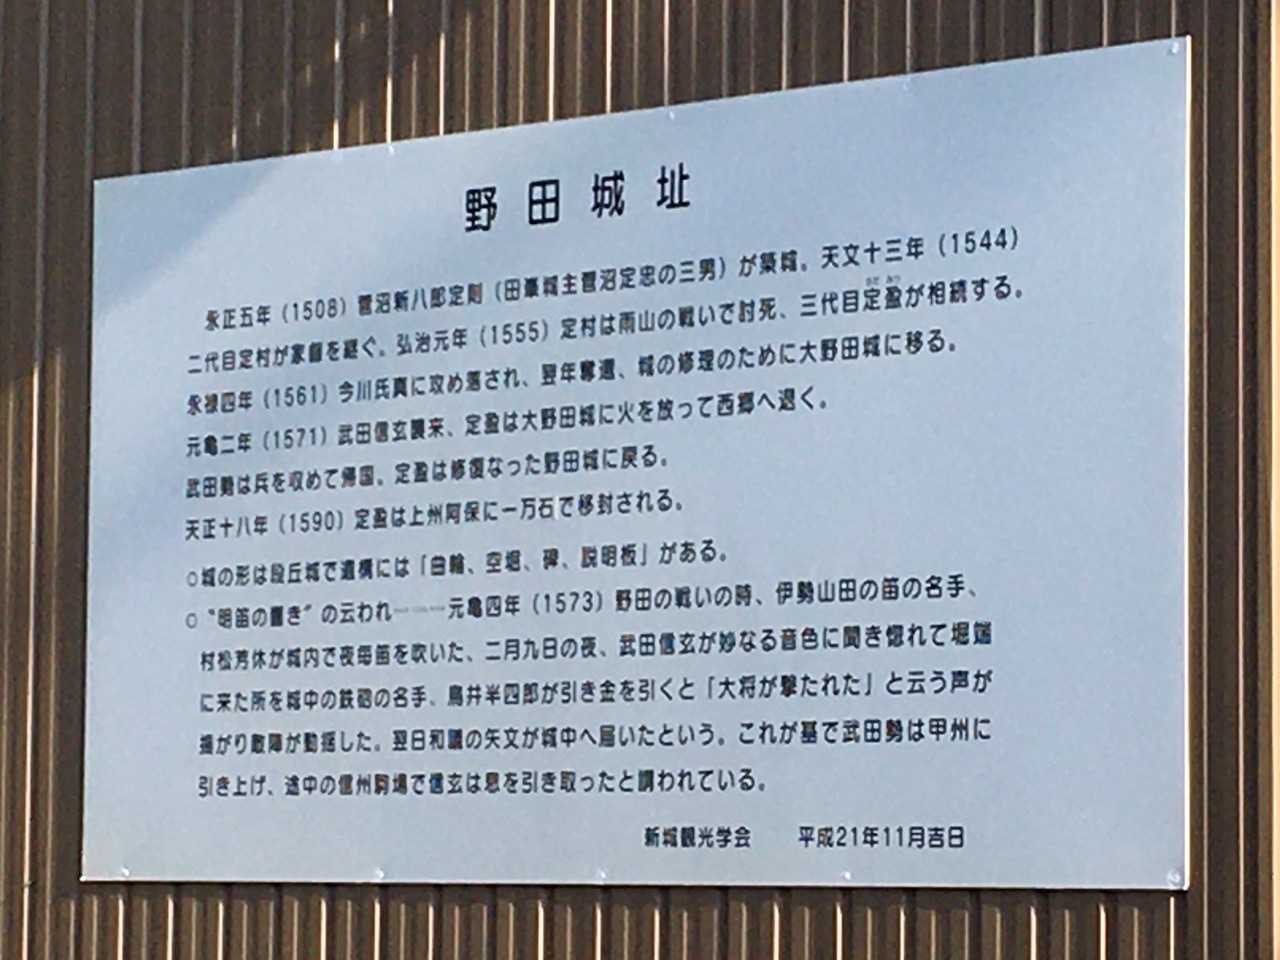 野田城址
永正五年（1508）菅沼新八郎定則（田峯城主菅沼定忠の三男）が築城。天文十三年（1544）
二代目定村が家督を継ぐ。弘治元年（1555）定村は雨山の戦いで討死、三代目定盈が相続する。
永禄四年（1561）今川氏真に攻め落され、翌年奪還、城の修理のために大野田城に移る。
元亀二年（1571）武田信玄襲来、定盈は大野田城に火を放って西郷へ退く。
武田勢は兵を収めて帰国。定盈は修復なった野田城に戻る。
天正十八年（1590）定盈は上州阿保に一万石で移封される。
○城の形は段丘城で遺構には「曲輪、空堀、碑、説明板」がある。
○〝明笛の響き〟の云われ―――元亀四年（1573）野田の戦いの時、伊勢山田の笛の名手、
村松芳休が城内で夜毎笛を吹いた、二月九日の夜、武田信玄が妙なる音色に聞き惚れて堀端
に来た所を城中の鉄砲の名手、鳥井半四郎が引き金を引くと「大将が撃たれた」と云う声が
揚がり敵陣が動揺した。翌日和議の矢文が城中へ届いたという。これが基で武田勢は甲州に
引き上げ、途中の信州駒場で信玄は息を引き取ったと謂われている。
新城観光学会　平成21年11月吉日